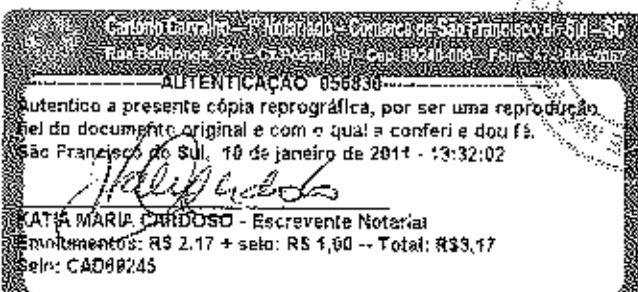 Cartório Carvalho – 1º Notariado – Comarca de São Francisco do Sul – SC
Rua Babitonga, 276 – Cx. Postal, 49 – Cep. 89240-000 – Fone:
AUTENTICAÇÃO 056830
Autentico a presente cópia reprográfica, por ser uma reprodução
fiel do documento original e com o qual a conferi e dou fé.
São Francisco do Sul, 10 de janeiro de 2011 - 13:32:02
KATIA MARIA CARDOSO - Escrevente Notarial
Emolumentos: R$ 2,17 + selo: R$ 1,00 -- Total: R$3,17
Selo: CAD69245